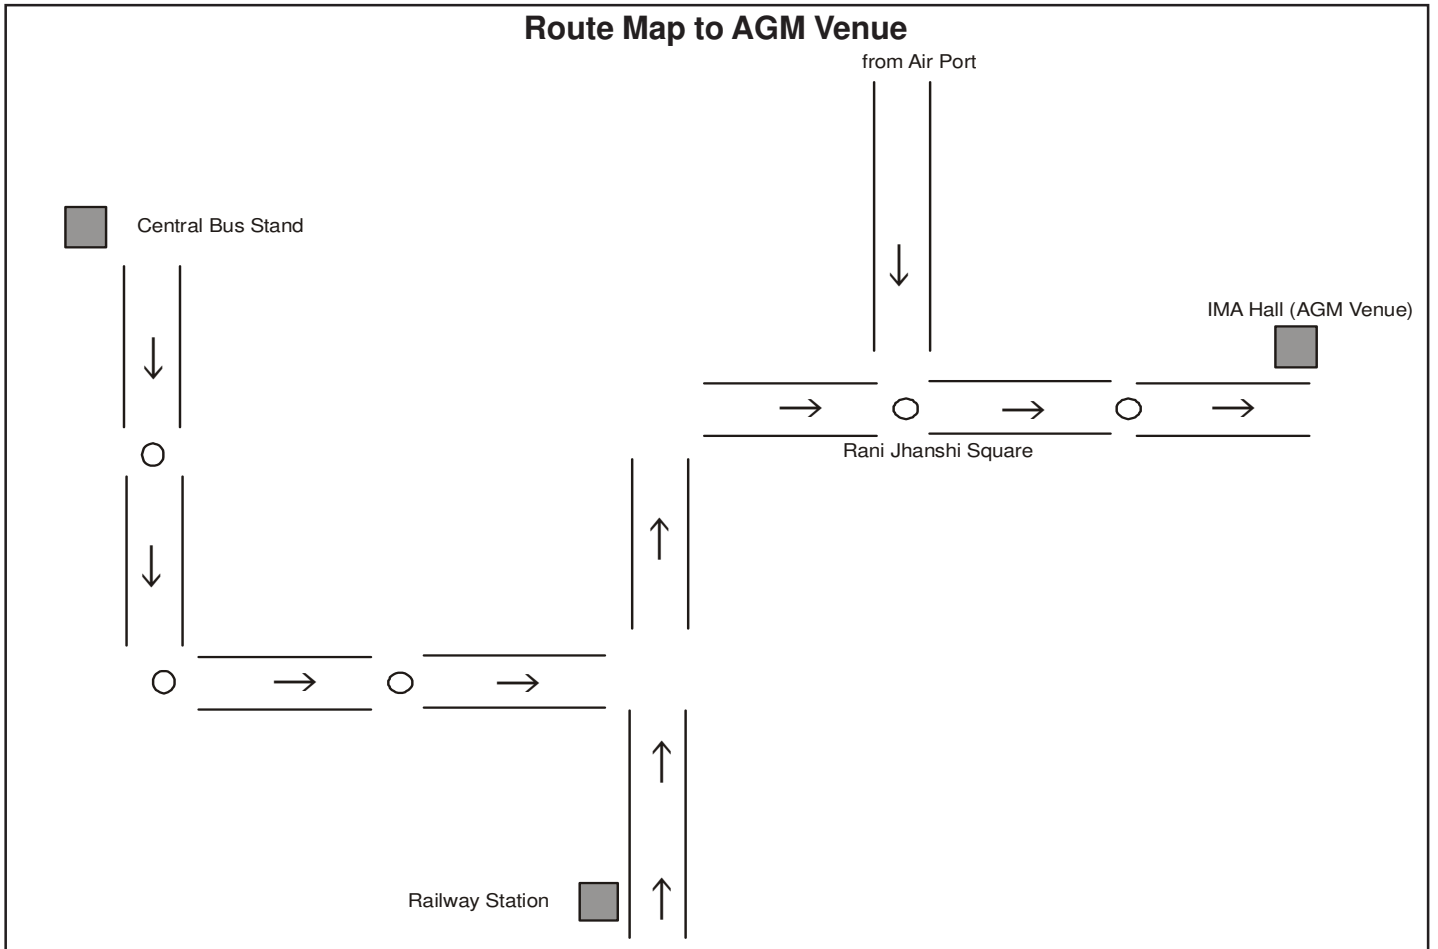 Route Map to AGM Venue
from Air Port
Central Bus Stand
IMA Hall (AGM Venue)
Rani Jhanshi Square
Railway Station